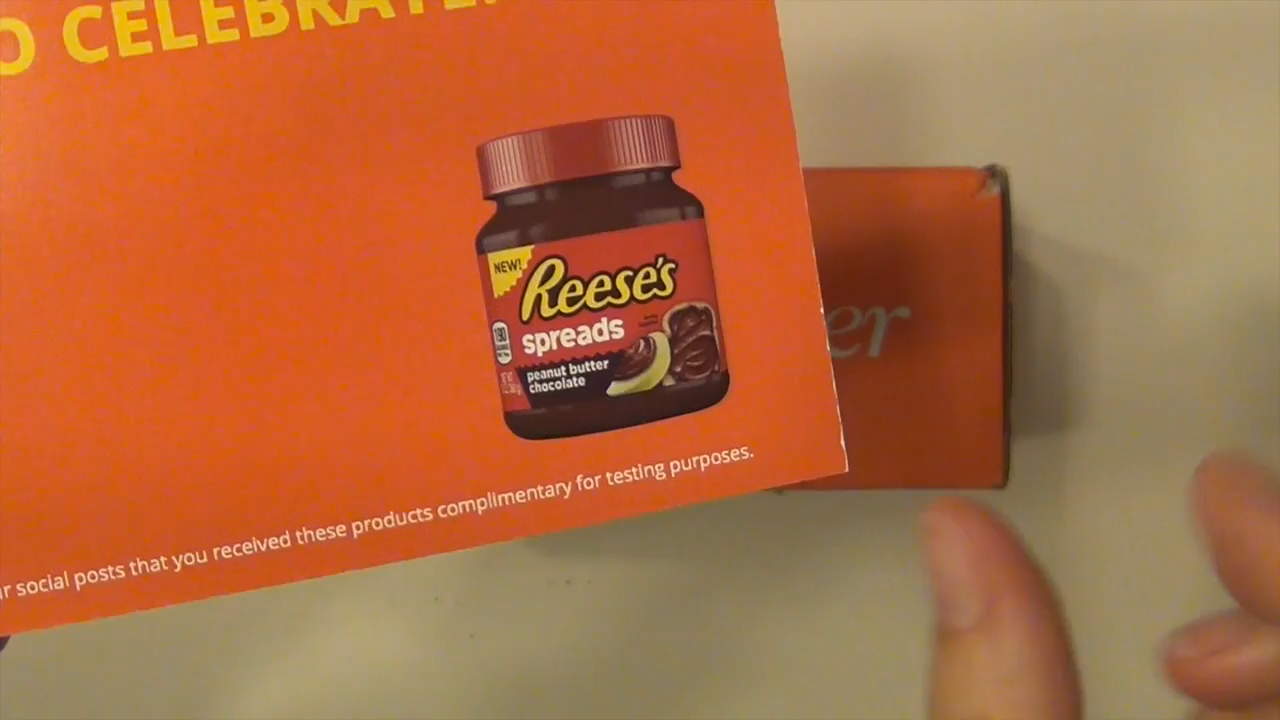 O CELEBRATE!
NEW!
Reese's
spreads
190
peanut butter
chocolate
r social posts that you received these products complimentary for testing purposes.
er